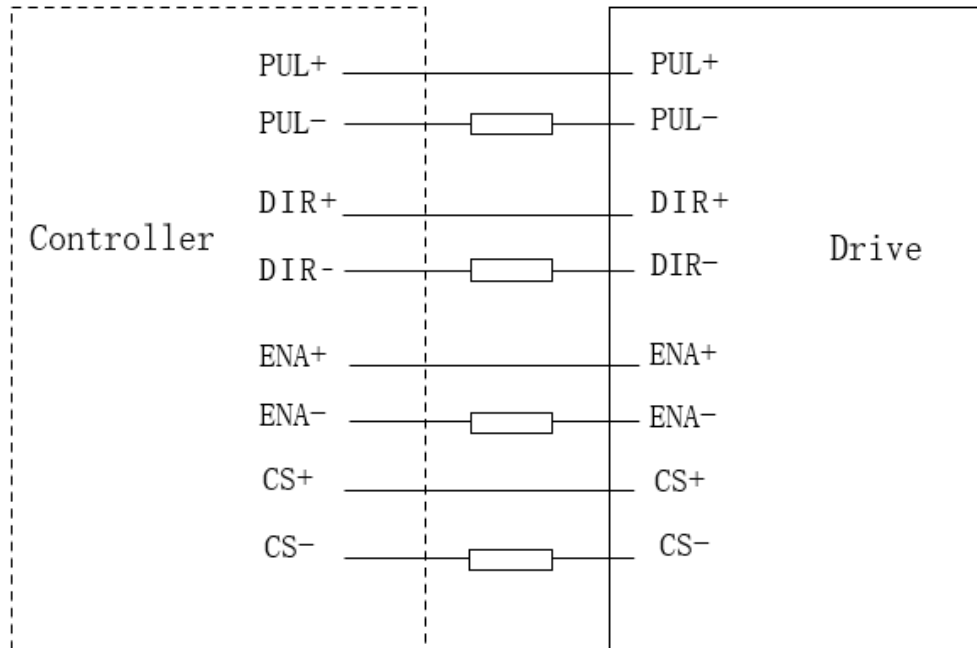 PUL+ PUL+
PUL- PUL-
DIR+ DIR+
Controller Drive
DIR- DIR-
ENA+ ENA+
ENA- ENA-
CS+ CS+
CS- CS-